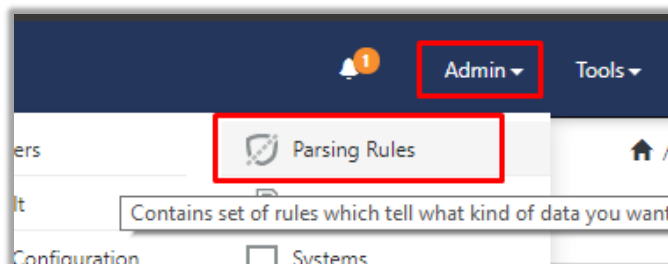 1
Admin
Tools
ers
Parsing Rules
lt
Contains set of rules which tell what kind of data you want
Configuration
Systems